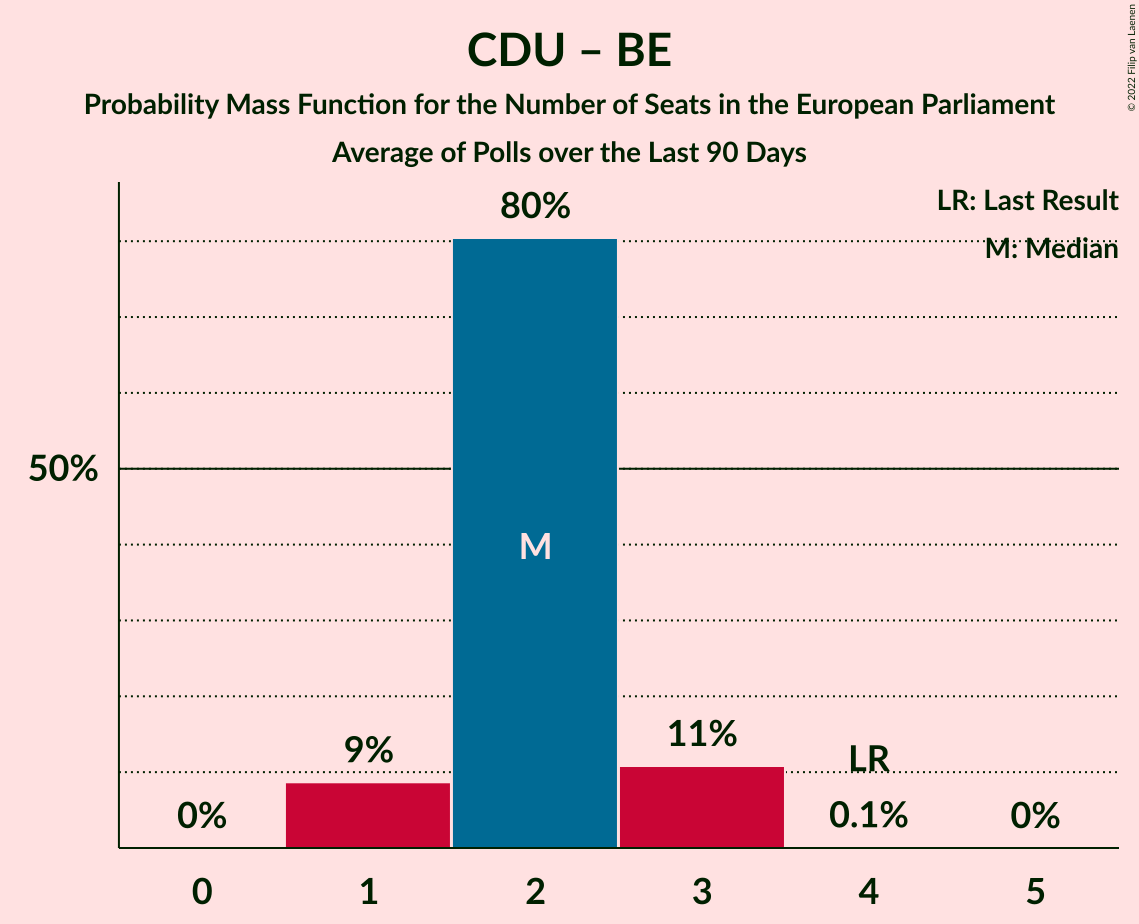 CDU – BE
Probability Mass Function for the Number of Seats in the European Parliament
Average of Polls over the Last 90 Days
© 2022 Filip van Laenen
LR: Last Result
M: Median
80%
50%
M
11%
9%
LR
0%
0.1%
0%
0 1 2 3 4 5